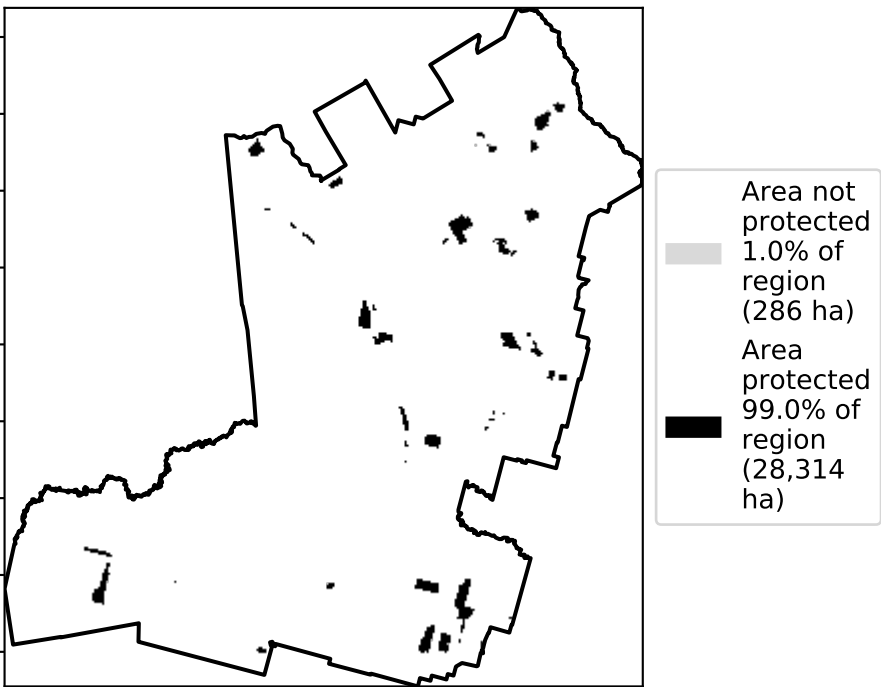 Area not
protected
1.0% of
region
(286 ha)
Area
protected
99.0% of
region
(28,314
ha)